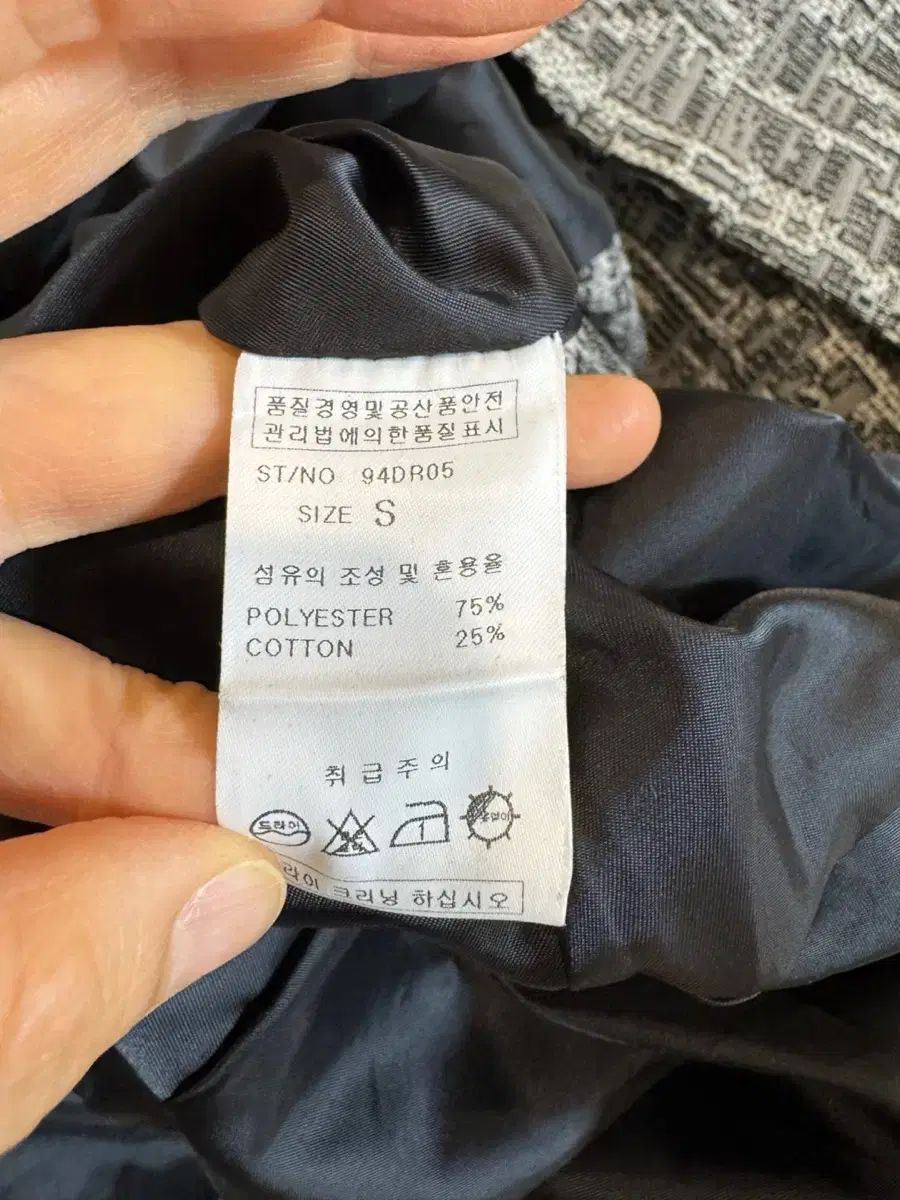 품질경영및공산품안전
관리법에의한품질표시
ST/NO 94DR05
SIZE S
섬유의 조성 및 혼용율
POLYESTER 75%
COTTON 25%
취급주의
드라이
크리닝 하십시오